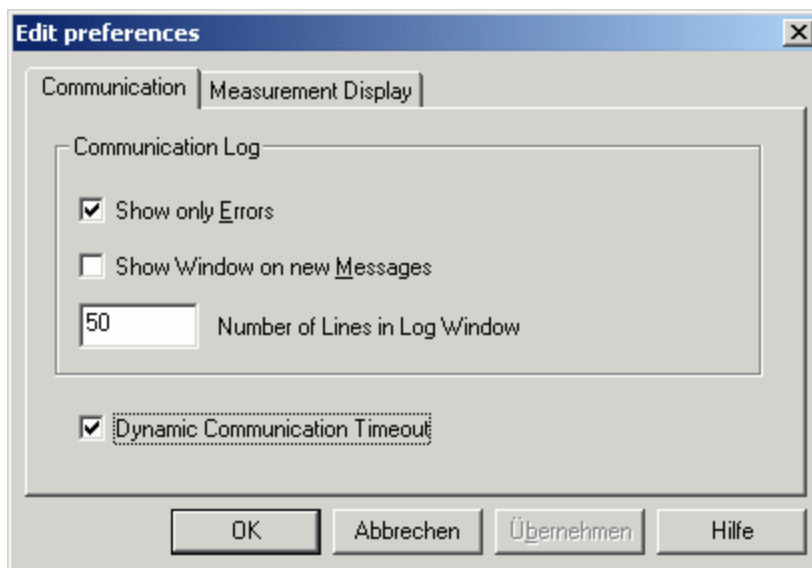 Edit preferences
Communication
Measurement Display
Communication Log
Show only Errors
Show Window on new Messages
50 Number of Lines in Log Window
Dynamic Communication Timeout
OK Abbrechen Übernehmen Hilfe